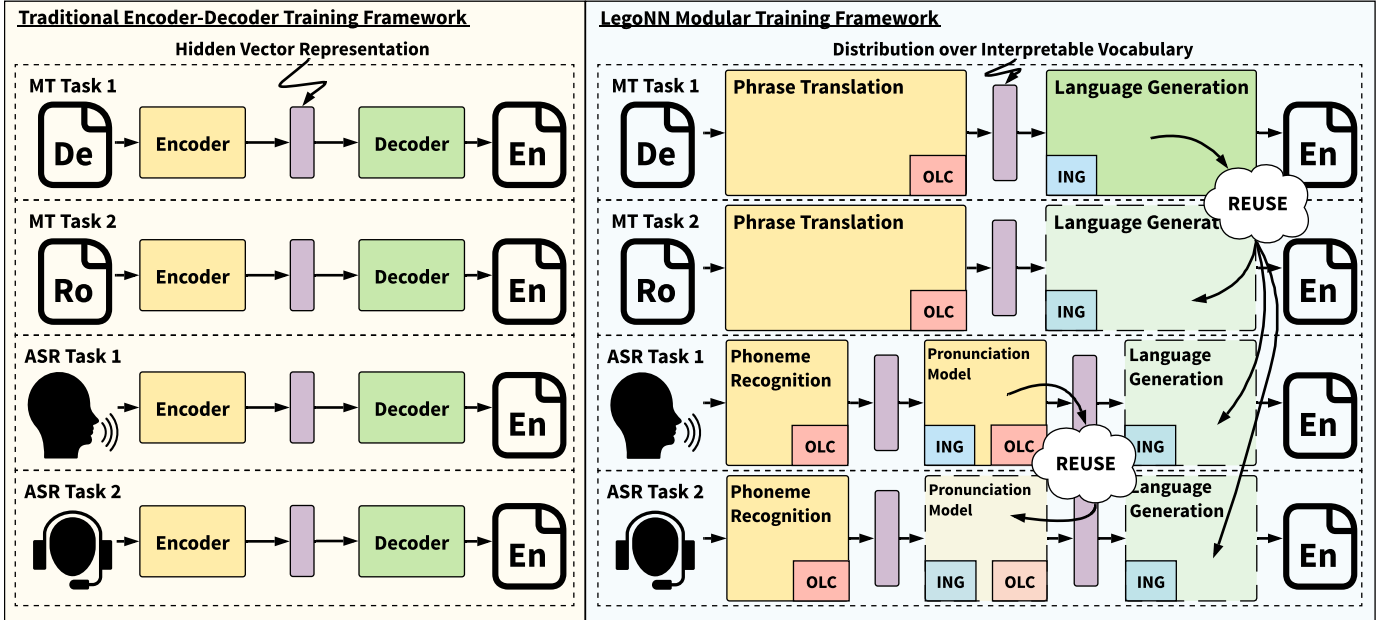 Traditional Encoder-Decoder Training Framework
Hidden Vector Representation
MT Task 1
De
Encoder
Decoder
En
MT Task 2
Ro
Encoder
Decoder
En
ASR Task 1
Encoder
Decoder
En
ASR Task 2
Encoder
Decoder
En
LegoNN Modular Training Framework
Distribution over Interpretable Vocabulary
MT Task 1
De
Phrase Translation
OLC
Language Generation
ING
En
REUSE
MT Task 2
Ro
Phrase Translation
OLC
Language Generat
ING
En
ASR Task 1
Phoneme
Recognition
OLC
Pronunciation
Model
ING
OLC
Language
Generation
ING
En
REUSE
ASR Task 2
Phoneme
Recognition
OLC
Pronunciation
Model
ING
OLC
Language
Generation
ING
En